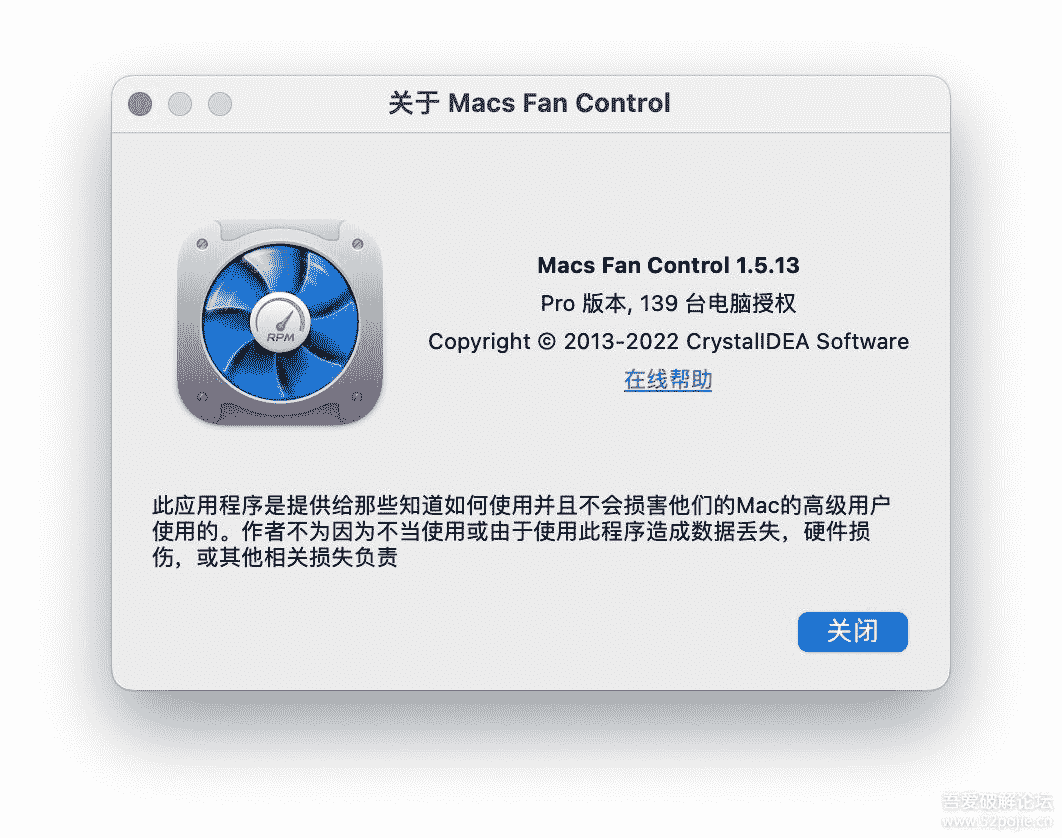 关于 Macs Fan Control
RPM
Macs Fan Control 1.5.13
Pro 版本, 139 台电脑授权
Copyright © 2013-2022 CrystalIDEA Software
在线帮助
此应用程序是提供给那些知道如何使用并且不会损害他们的Mac的高级用户
使用的。作者不为因为不当使用或由于使用此程序造成数据丢失，硬件损
伤，或其他相关损失负责
关闭
吾爱破解论坛
www.52pojie.cn